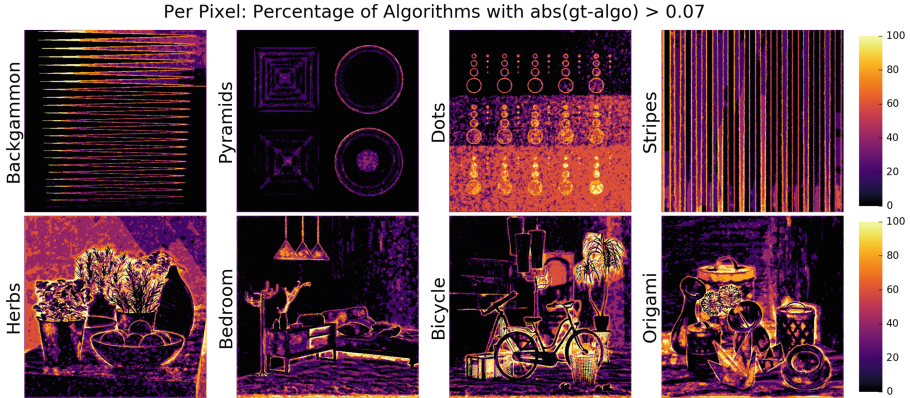 Per Pixel: Percentage of Algorithms with abs(gt-algo) > 0.07
Backgammon
Pyramids
Dots
Stripes
100
80
60
40
20
0
Herbs
Bedroom
Bicycle
Origami
100
80
60
40
20
0